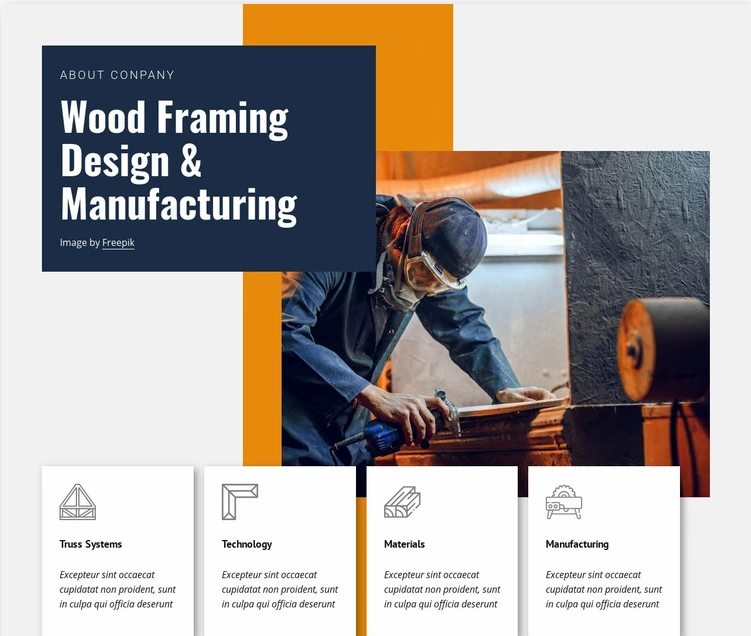 ABOUT CONPANY
Wood Framing
Design &
Manufacturing
Image by Freepik
Truss Systems
Excepteur sint occaecat
cupidatat non proident, sunt
in culpa qui officia deserunt
Technology
Excepteur sint occaecat
cupidatat non proident, sunt
in culpa qui officia deserunt
Materials
Excepteur sint occaecat
cupidatat non proident, sunt
in culpa qui officia deserunt
Manufacturing
Excepteur sint occaecat
cupidatat non proident, sunt
in culpa qui officia deserunt